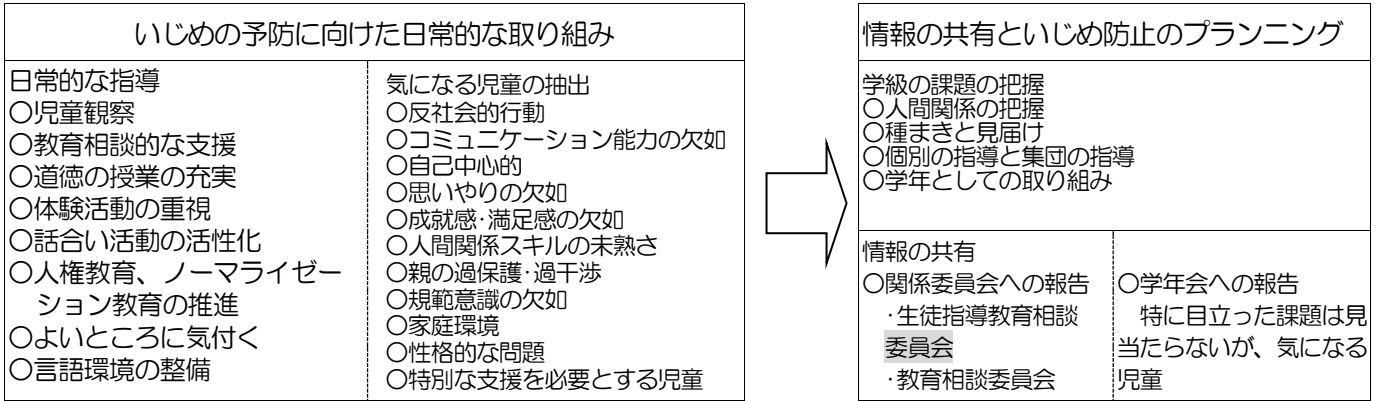 いじめの予防に向けた日常的な取り組み
日常的な指導
○児童観察
○教育相談的な支援
○道徳の授業の充実
○体験活動の重視
○話合い活動の活性化
○人権教育、ノーマライゼー
ション教育の推進
○よいところに気付く
○言語環境の整備
気になる児童の抽出
○反社会的行動
○コミュニケーション能力の欠如
○自己中心的
○思いやりの欠如
○成就感・満足感の欠如
○人間関係スキルの未熟さ
○親の過保護・過干渉
○規範意識の欠如
○家庭環境
○性格的な問題
○特別な支援を必要とする児童
情報の共有といじめ防止のプランニング
学級の課題の把握
○人間関係の把握
○種まきと見届け
○個別の指導と集団の指導
○学年としての取り組み
情報の共有
○関係委員会への報告
・生徒指導教育相談
委員会
・教育相談委員会
○学年会への報告
特に目立った課題は見
当たらないが、気になる
児童